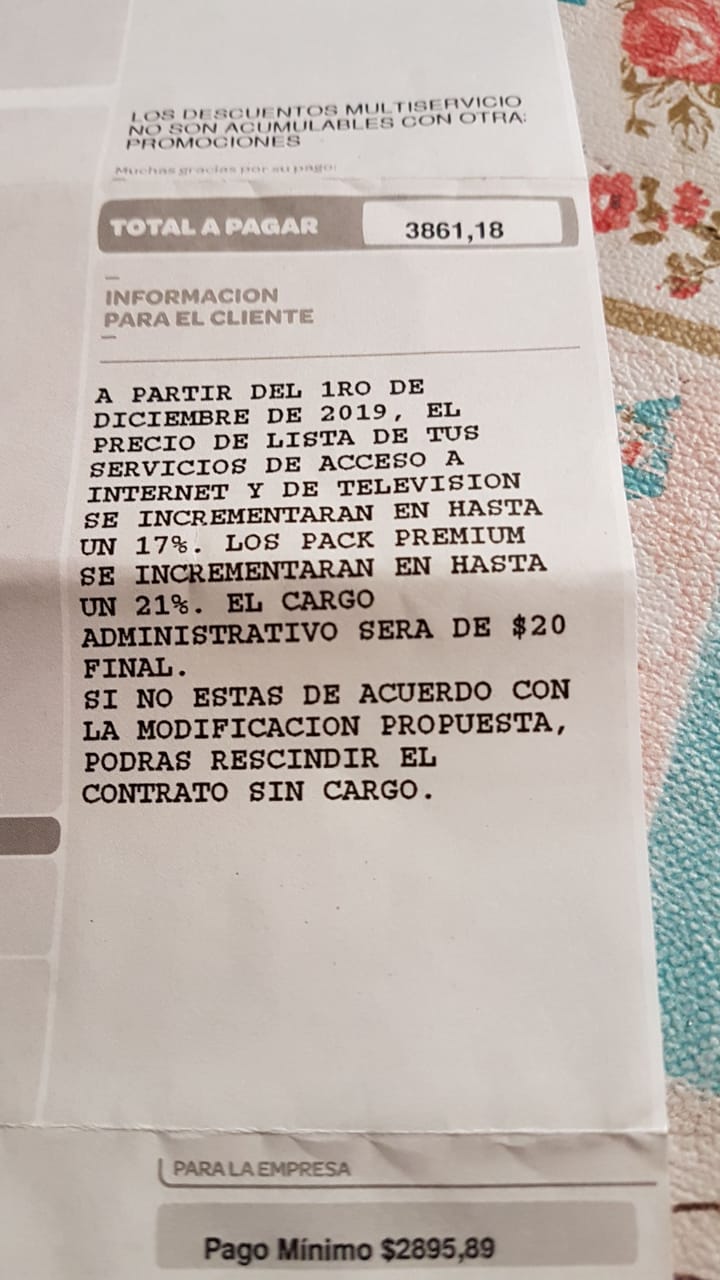 LOS DESCUENTOS MULTISERVICIO
NO SON ACUMULABLES CON OTRA
PROMOCIONES
Muchas gracias por su pago!
TOTAL A PAGAR 3861,18
INFORMACION
PARA EL CLIENTE
A PARTIR DEL 1RO DE
DICIEMBRE DE 2019, EL
PRECIO DE LISTA DE TUS
SERVICIOS DE ACCESO A
INTERNET Y DE TELEVISION
SE INCREMENTARAN EN HASTA
UN 17%. LOS PACK PREMIUM
SE INCREMENTARAN EN HASTA
UN 21%. EL CARGO
ADMINISTRATIVO SERA DE $20
FINAL.
SI NO ESTAS DE ACUERDO CON
LA MODIFICACION PROPUESTA,
PODRAS RESCINDIR EL
CONTRATO SIN CARGO.
PARA LA EMPRESA
Pago Mínimo $2895,89